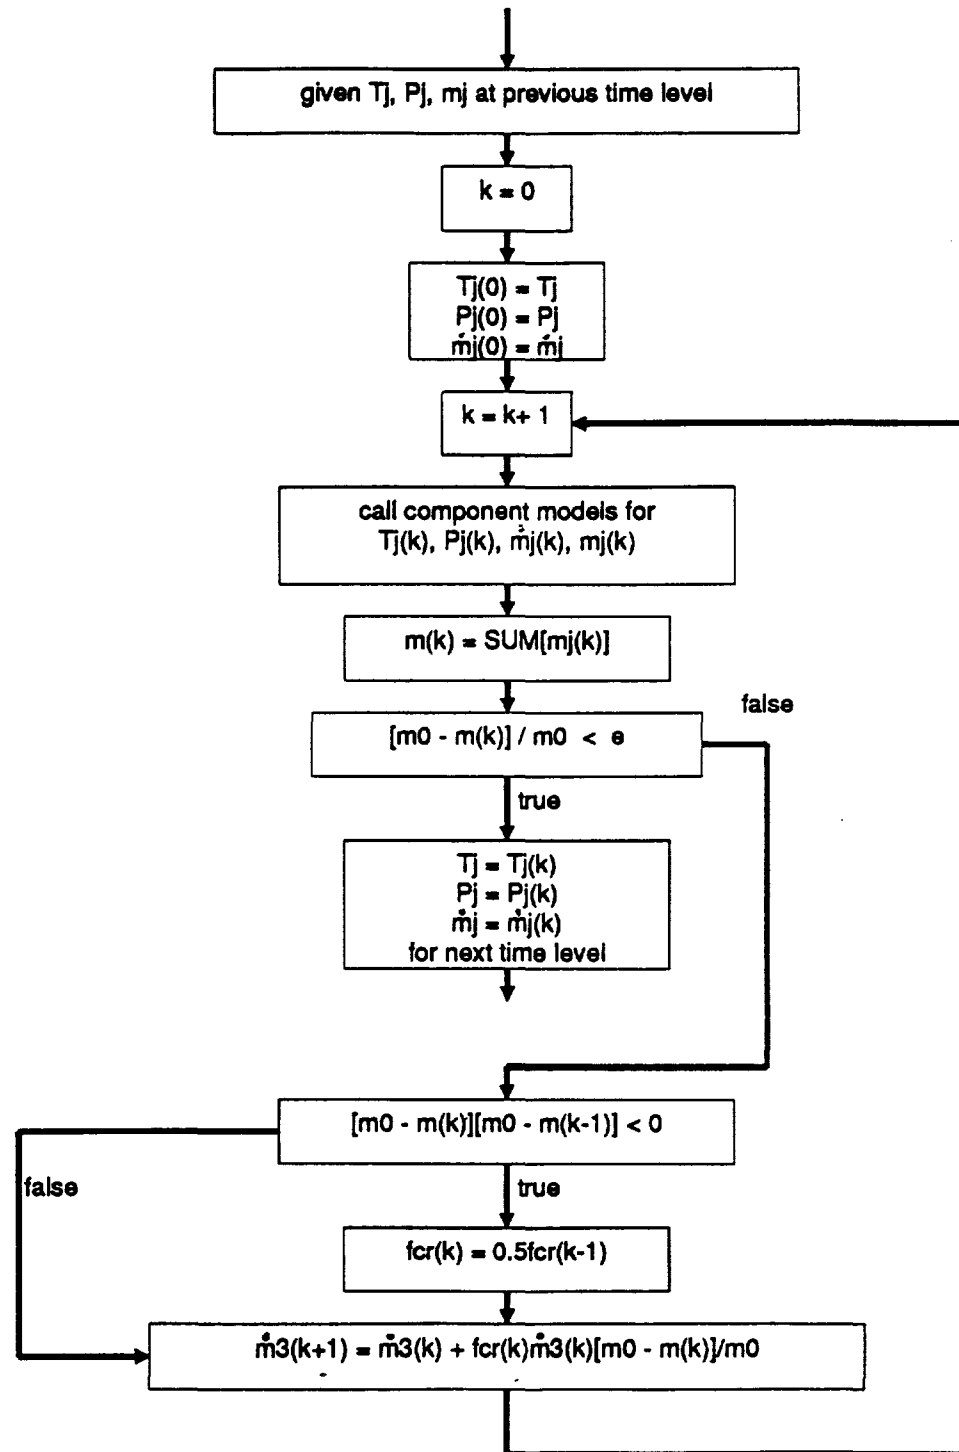 given Tj, Pj, mj at previous time level
k = 0
Tj(0) = Tj
Pj(0) = Pj
ṁj(0) = ṁj
k = k+ 1
call component models for
Tj(k), Pj(k), ṁj(k), mj(k)
m(k) = SUM[mj(k)]
false
[m0 - m(k)] / m0 < e
true
Tj = Tj(k)
Pj = Pj(k)
ṁj = ṁj(k)
for next time level
[m0 - m(k)][m0 - m(k-1)] < 0
false
true
fcr(k) = 0.5fcr(k-1)
ṁ3(k+1) = ṁ3(k) + fcr(k)ṁ3(k)[m0 - m(k)]/m0